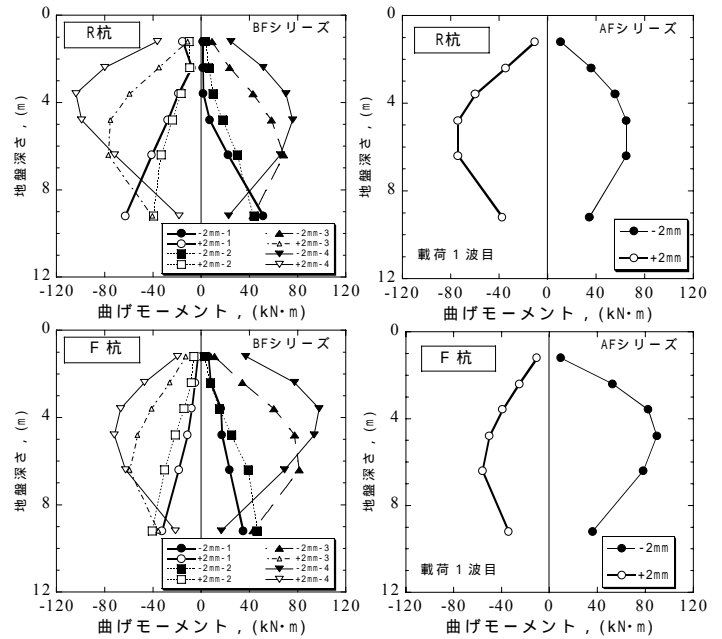 R杭
BFシリーズ
0
4
8
12
地盤深さ , (m)
-2mm-1
+2mm-1
-2mm-2
+2mm-2
-2mm-3
+2mm-3
-2mm-4
+2mm-4
-120 -80 -40 0 40 80 120
曲げモーメント , (kN·m)
R杭
AFシリーズ
0
3
6
9
12
地盤深さ , (m)
載荷1波目
-2mm
+2mm
-120 -80 -40 0 40 80 120
曲げモーメント , (kN·m)
F杭
BFシリーズ
0
4
8
12
地盤深さ , (m)
-2mm-1
+2mm-1
-2mm-2
+2mm-2
-2mm-3
+2mm-3
-2mm-4
+2mm-4
-120 -80 -40 0 40 80 120
曲げモーメント , (kN·m)
F杭
AFシリーズ
0
4
8
12
地盤深さ , (m)
載荷1波目
-2mm
+2mm
-120 -80 -40 0 40 80 120
曲げモーメント , (kN·m)